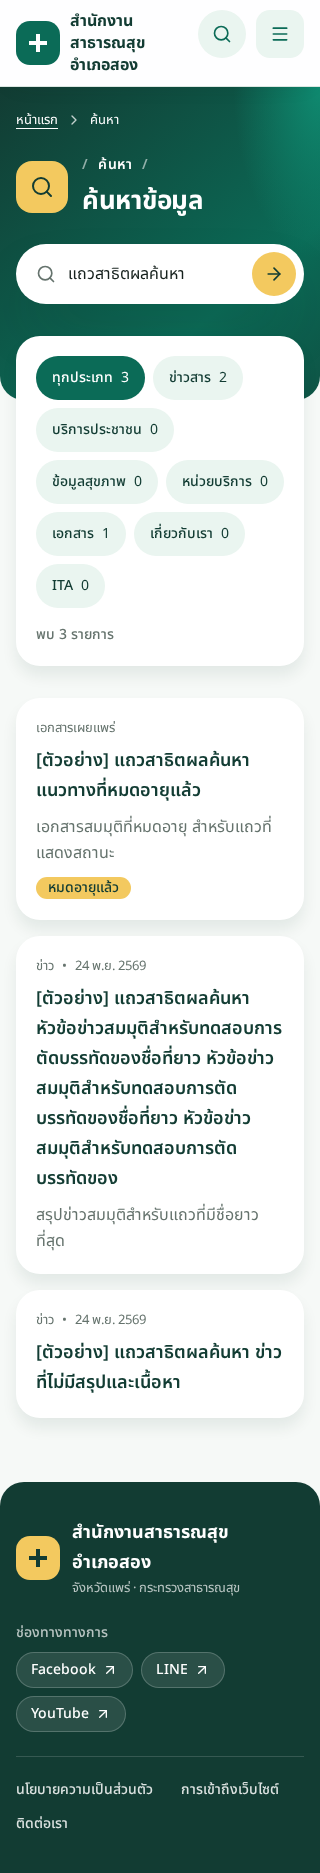 สำนักงาน
สาธารณสุข
อำเภอสอง
หน้าแรก > ค้นหา
/ ค้นหา /
ค้นหาข้อมูล
แถวสาธิตผลค้นหา
ทุกประเภท 3
ข่าวสาร 2
บริการประชาชน 0
ข้อมูลสุขภาพ 0
หน่วยบริการ 0
เอกสาร 1
เกี่ยวกับเรา 0
ITA 0
พบ 3 รายการ
เอกสารเผยแพร่
[ตัวอย่าง] แถวสาธิตผลค้นหา
แนวทางที่หมดอายุแล้ว
เอกสารสมมุติที่หมดอายุ สำหรับแถวที่
แสดงสถานะ
หมดอายุแล้ว
ข่าว • 24 พ.ย. 2569
[ตัวอย่าง] แถวสาธิตผลค้นหา
หัวข้อข่าวสมมุติสำหรับทดสอบการ
ตัดบรรทัดของชื่อที่ยาว หัวข้อข่าว
สมมุติสำหรับทดสอบการตัด
บรรทัดของชื่อที่ยาว หัวข้อข่าว
สมมุติสำหรับทดสอบการตัด
บรรทัดของ
สรุปข่าวสมมุติสำหรับแถวที่มีชื่อยาว
ที่สุด
ข่าว • 24 พ.ย. 2569
[ตัวอย่าง] แถวสาธิตผลค้นหา ข่าว
ที่ไม่มีสรุปและเนื้อหา
สำนักงานสาธารณสุข
อำเภอสอง
จังหวัดแพร่ · กระทรวงสาธารณสุข
ช่องทางทางการ
Facebook
LINE
YouTube
นโยบายความเป็นส่วนตัว
การเข้าถึงเว็บไซต์
ติดต่อเรา